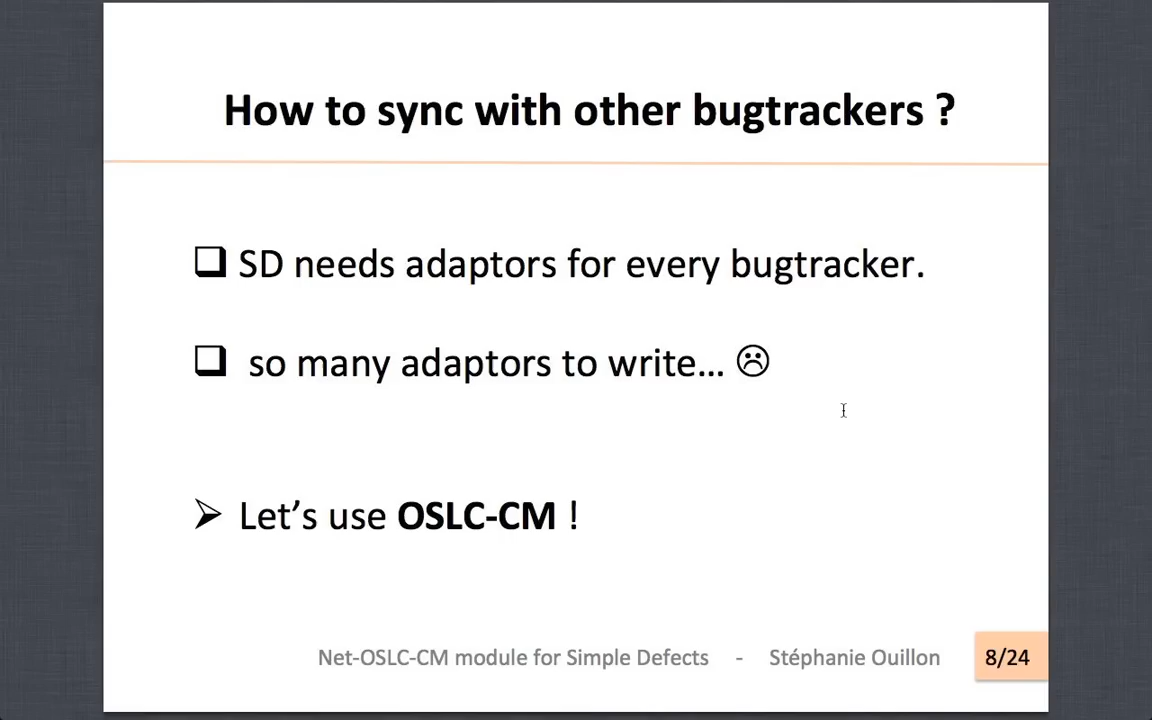 How to sync with other bugtrackers ?
SD needs adaptors for every bugtracker.
so many adaptors to write... ☹
Let's use OSLC-CM !
Net-OSLC-CM module for Simple Defects - Stéphanie Ouillon 8/24